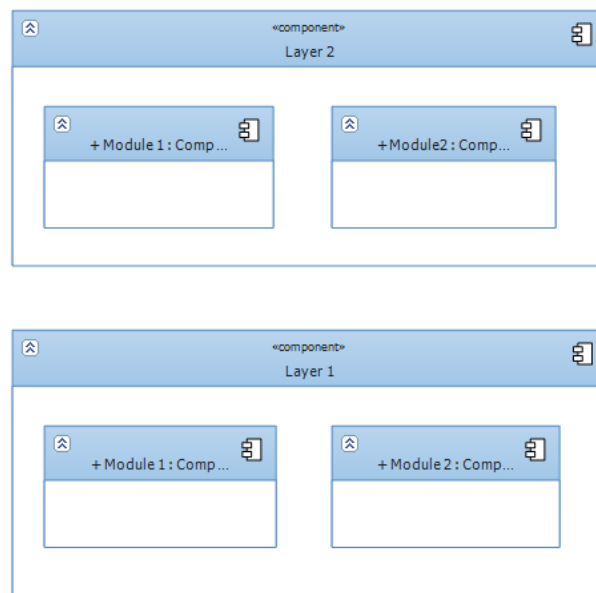 «component»
Layer 2
+ Module 1 : Comp...
+ Module2 : Comp...
«component»
Layer 1
+ Module 1 : Comp...
+ Module 2 : Comp...